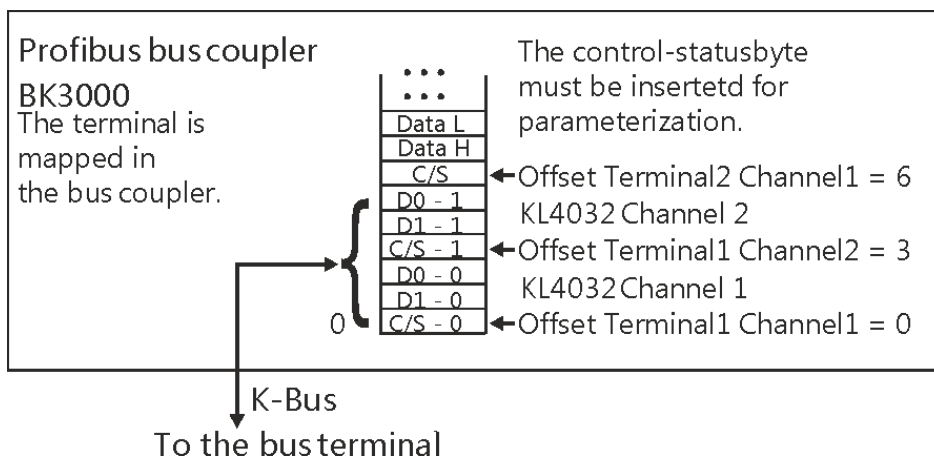 Profibus bus coupler
BK3000
The terminal is
mapped in
the bus coupler.
The control-statusbyte
must be insertetd for
parameterization.
Data L
Data H
C/S
D0 - 1
D1 - 1
C/S - 1
D0 - 0
D1 - 0
C/S - 0
0
Offset Terminal2 Channel1 = 6
KL4032 Channel 2
Offset Terminal1 Channel2 = 3
KL4032 Channel 1
Offset Terminal1 Channel1 = 0
K-Bus
To the bus terminal